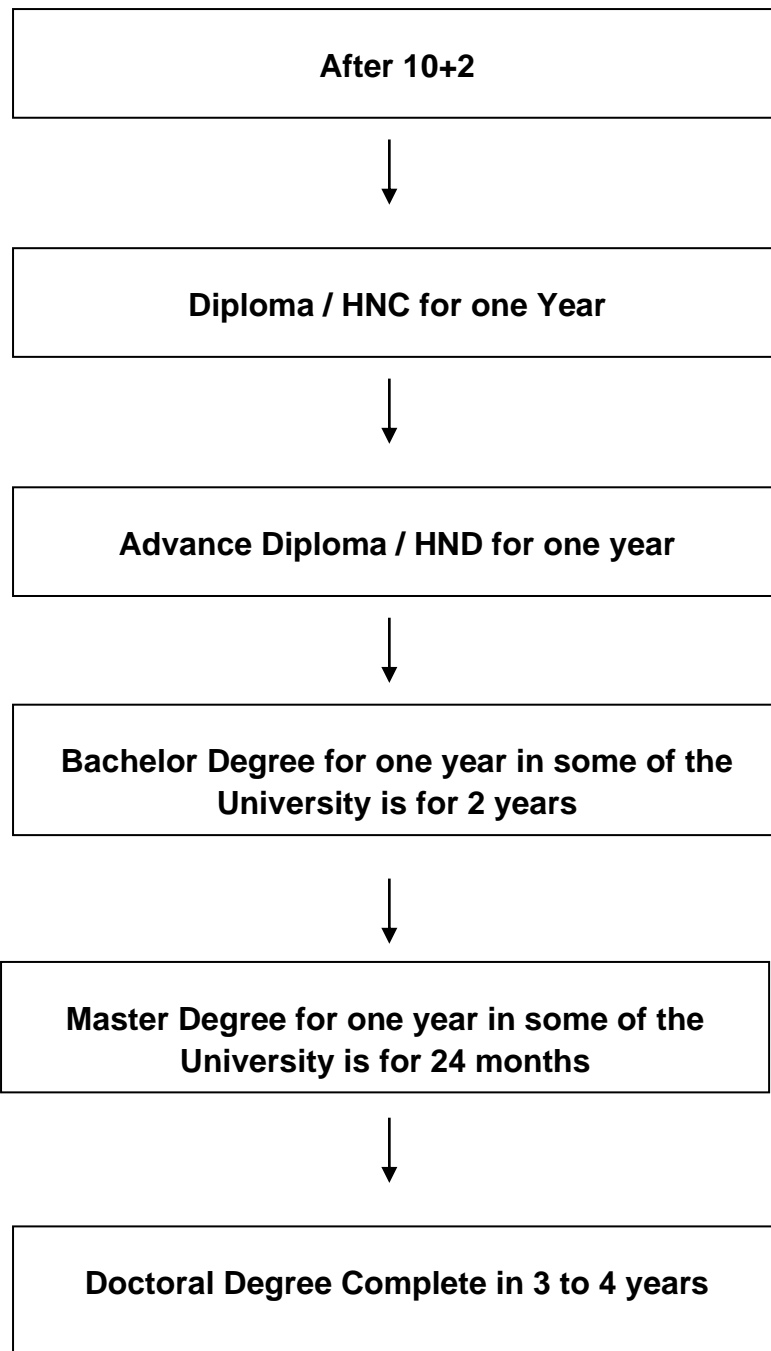 After 10+2
Diploma / HNC for one Year
Advance Diploma / HND for one year
Bachelor Degree for one year in some of the
University is for 2 years
Master Degree for one year in some of the
University is for 24 months
Doctoral Degree Complete in 3 to 4 years